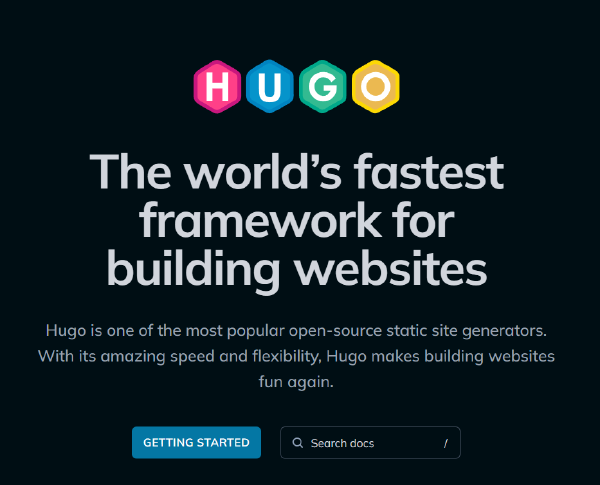 HUGO
The world’s fastest
framework for
building websites
Hugo is one of the most popular open-source static site generators.
With its amazing speed and flexibility, Hugo makes building websites
fun again.
GETTING STARTED
Search docs /